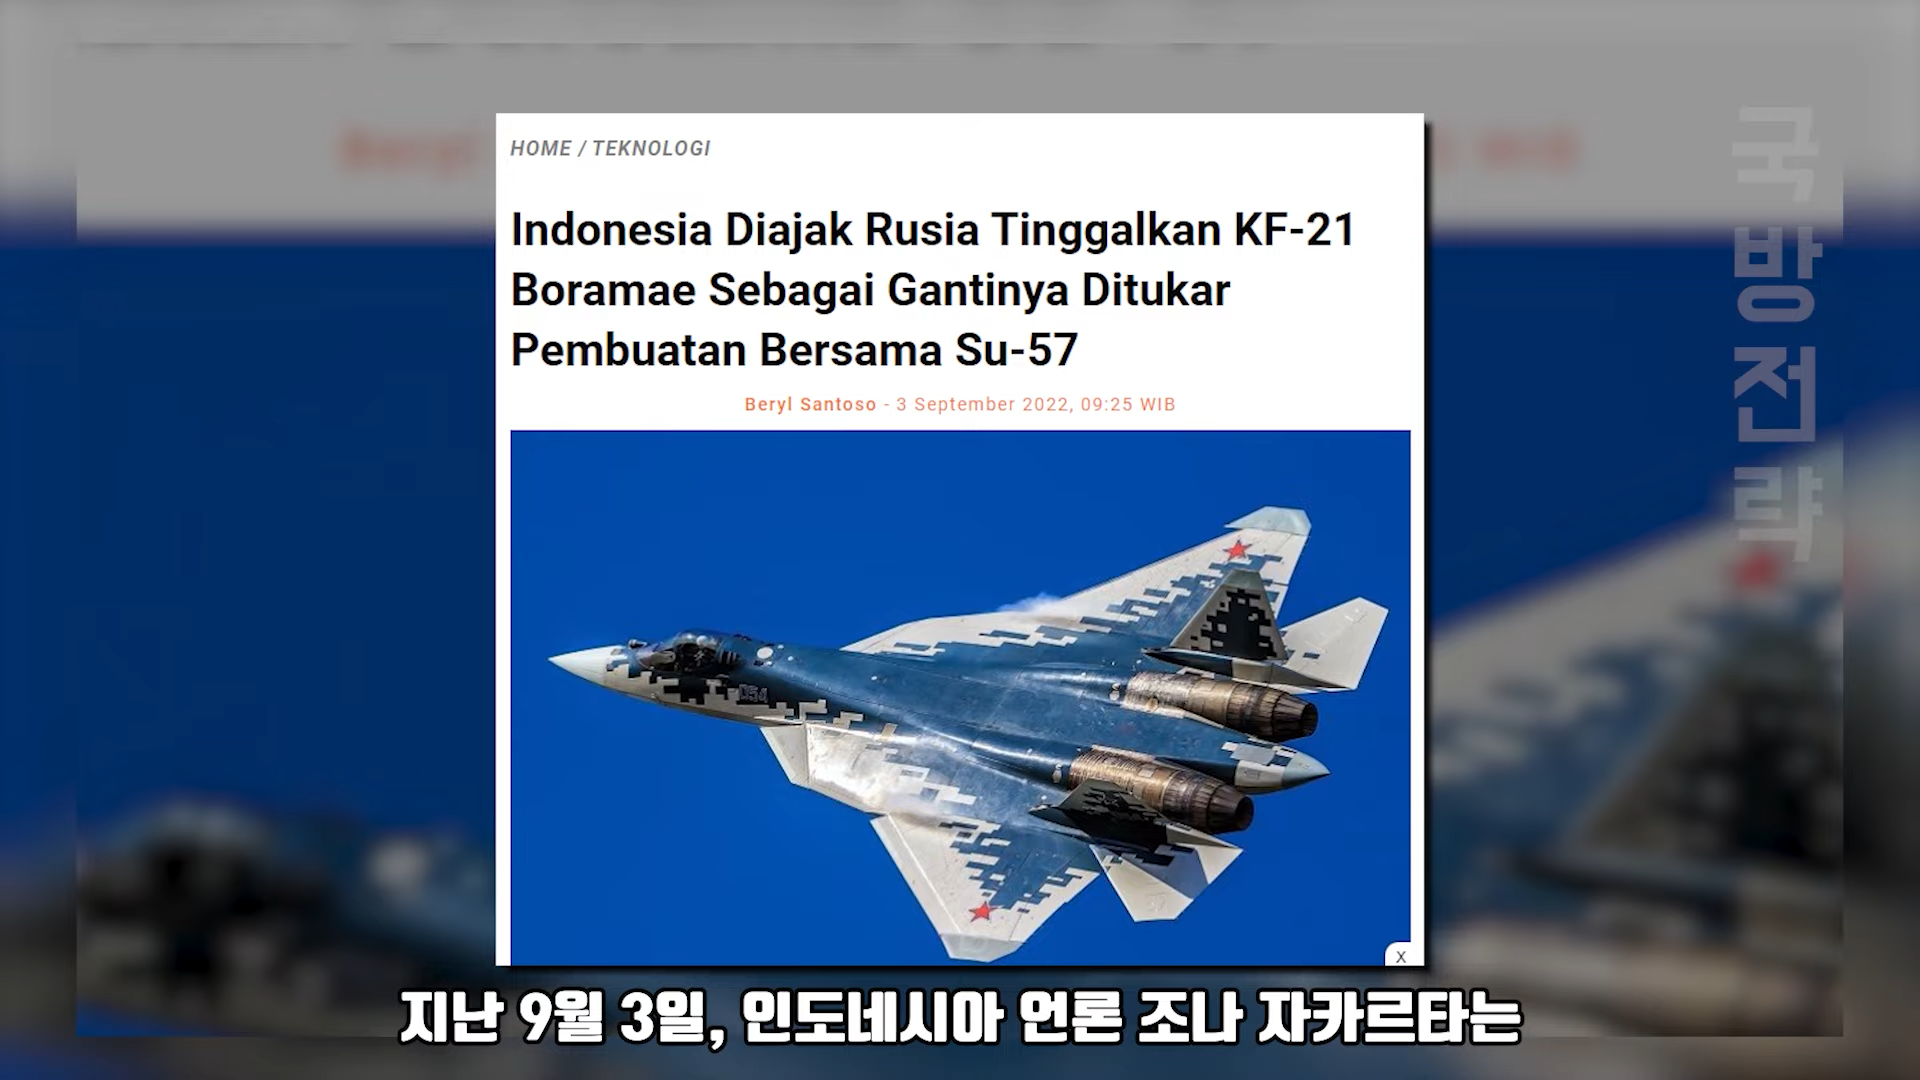 HOME / TEKNOLOGI
Indonesia Diajak Rusia Tinggalkan KF-21
Boramae Sebagai Gantinya Ditukar
Pembuatan Bersama Su-57
Beryl Santoso - 3 September 2022, 09:25 WIB
국방전략
054
X
지난 9월 3일, 인도네시아 언론 조나 자카르타는